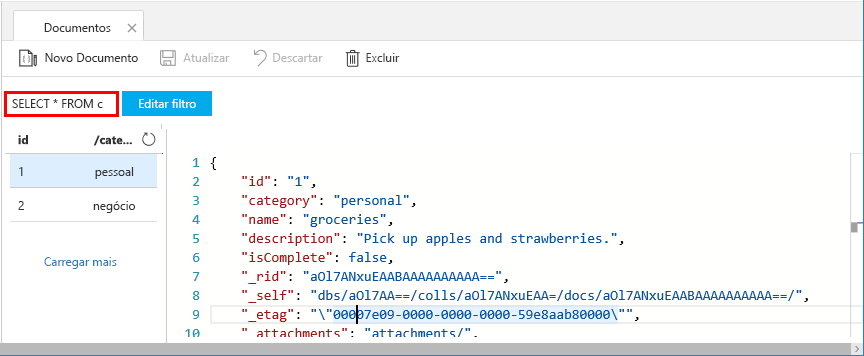 Documentos
Novo Documento Atualizar Descartar Excluir
SELECT * FROM c Editar filtro
id /cate...
1 pessoal
2 negócio
Carregar mais
1 {
2 "id": "1",
3 "category": "personal",
4 "name": "groceries",
5 "description": "Pick up apples and strawberries.",
6 "isComplete": false,
7 "_rid": "aOl7ANxuEAABAAAAAAAAAA==",
8 "_self": "dbs/aOl7AA==/colls/aOl7ANxuEAA=/docs/aOl7ANxuEAABAAAAAAAAAA==/",
9 "_etag": "\"00007e09-0000-0000-0000-59e8aab80000\"",
10 "_attachments": "attachments/",